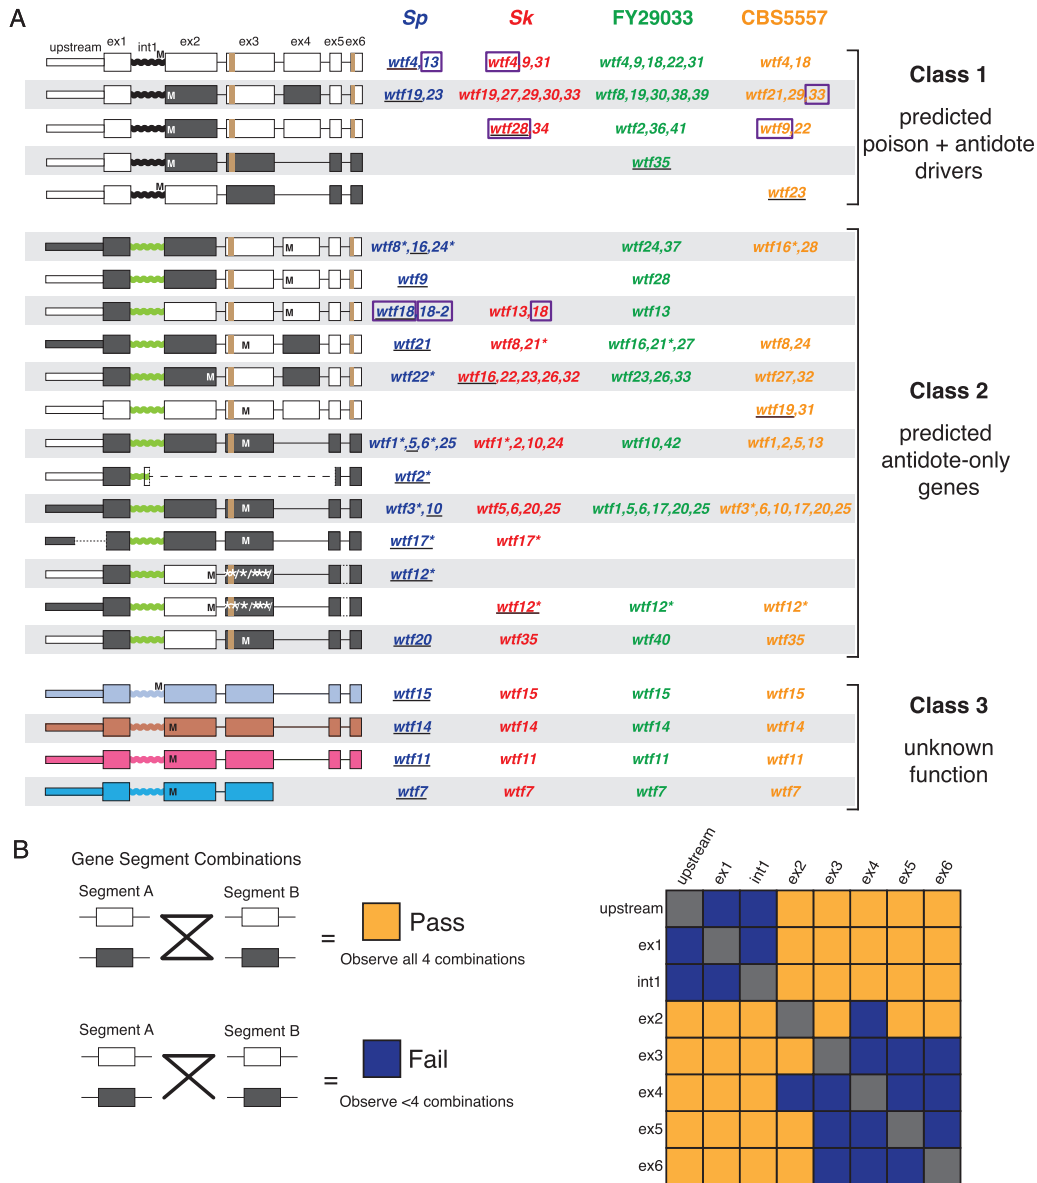 A
Sp Sk FY29033 CBS5557
upstream ex1 int1 ex2 ex3 ex4 ex5 ex6
M wtf4,13 wtf4,9,31 wtf4,9,18,22,31 wtf4,18
M wtf19,23 wtf19,27,29,30,33 wtf8,19,30,38,39 wtf21,29,33
M wtf28,34 wtf2,36,41 wtf9,22
M wtf35
M wtf23
Class 1
predicted
poison + antidote
drivers
M wtf8*,16,24* wtf24,37 wtf16*,28
M wtf9 wtf28
M wtf18 18-2 wtf13,18 wtf13
M wtf21 wtf8,21* wtf16,21*,27 wtf8,24
M wtf22* wtf16,22,23,26,32 wtf23,26,33 wtf27,32
M wtf19,31
M wtf1*,5,6*,25 wtf1*,2,10,24 wtf10,42 wtf1,2,5,13
wtf2*
M wtf3*,10 wtf5,6,20,25 wtf1,5,6,17,20,25 wtf3*,6,10,17,20,25
M wtf17* wtf17*
M **/*/***/ wtf12*
M **/*/***/ wtf12* wtf12* wtf12*
M wtf20 wtf35 wtf40 wtf35
Class 2
predicted
antidote-only
genes
M wtf15 wtf15 wtf15 wtf15
M wtf14 wtf14 wtf14 wtf14
M wtf11 wtf11 wtf11 wtf11
M wtf7 wtf7 wtf7 wtf7
Class 3
unknown
function
B
Gene Segment Combinations
Segment A Segment B
= Pass
Observe all 4 combinations
Segment A Segment B
= Fail
Observe <4 combinations
upstream ex1 int1 ex2 ex3 ex4 ex5 ex6
upstream
ex1
int1
ex2
ex3
ex4
ex5
ex6